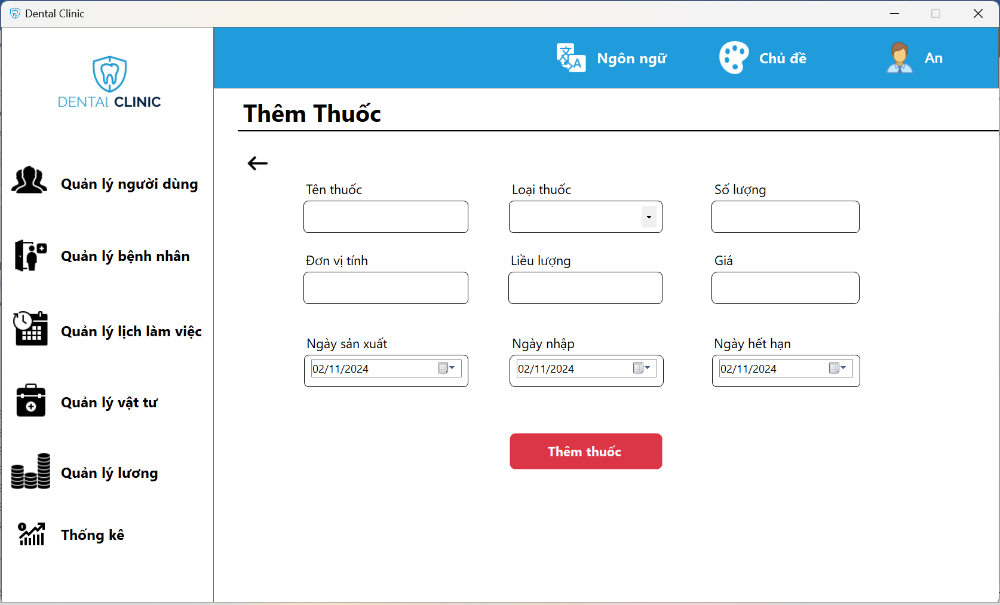 Dental Clinic
DENTAL CLINIC
Ngôn ngữ
Chủ đề
An
Thêm Thuốc
Quản lý người dùng
Quản lý bệnh nhân
Quản lý lịch làm việc
Quản lý vật tư
Quản lý lương
Thống kê
Tên thuốc
Loại thuốc
Số lượng
Đơn vị tính
Liều lượng
Giá
Ngày sản xuất
Ngày nhập
Ngày hết hạn
02/11/2024
02/11/2024
02/11/2024
Thêm thuốc